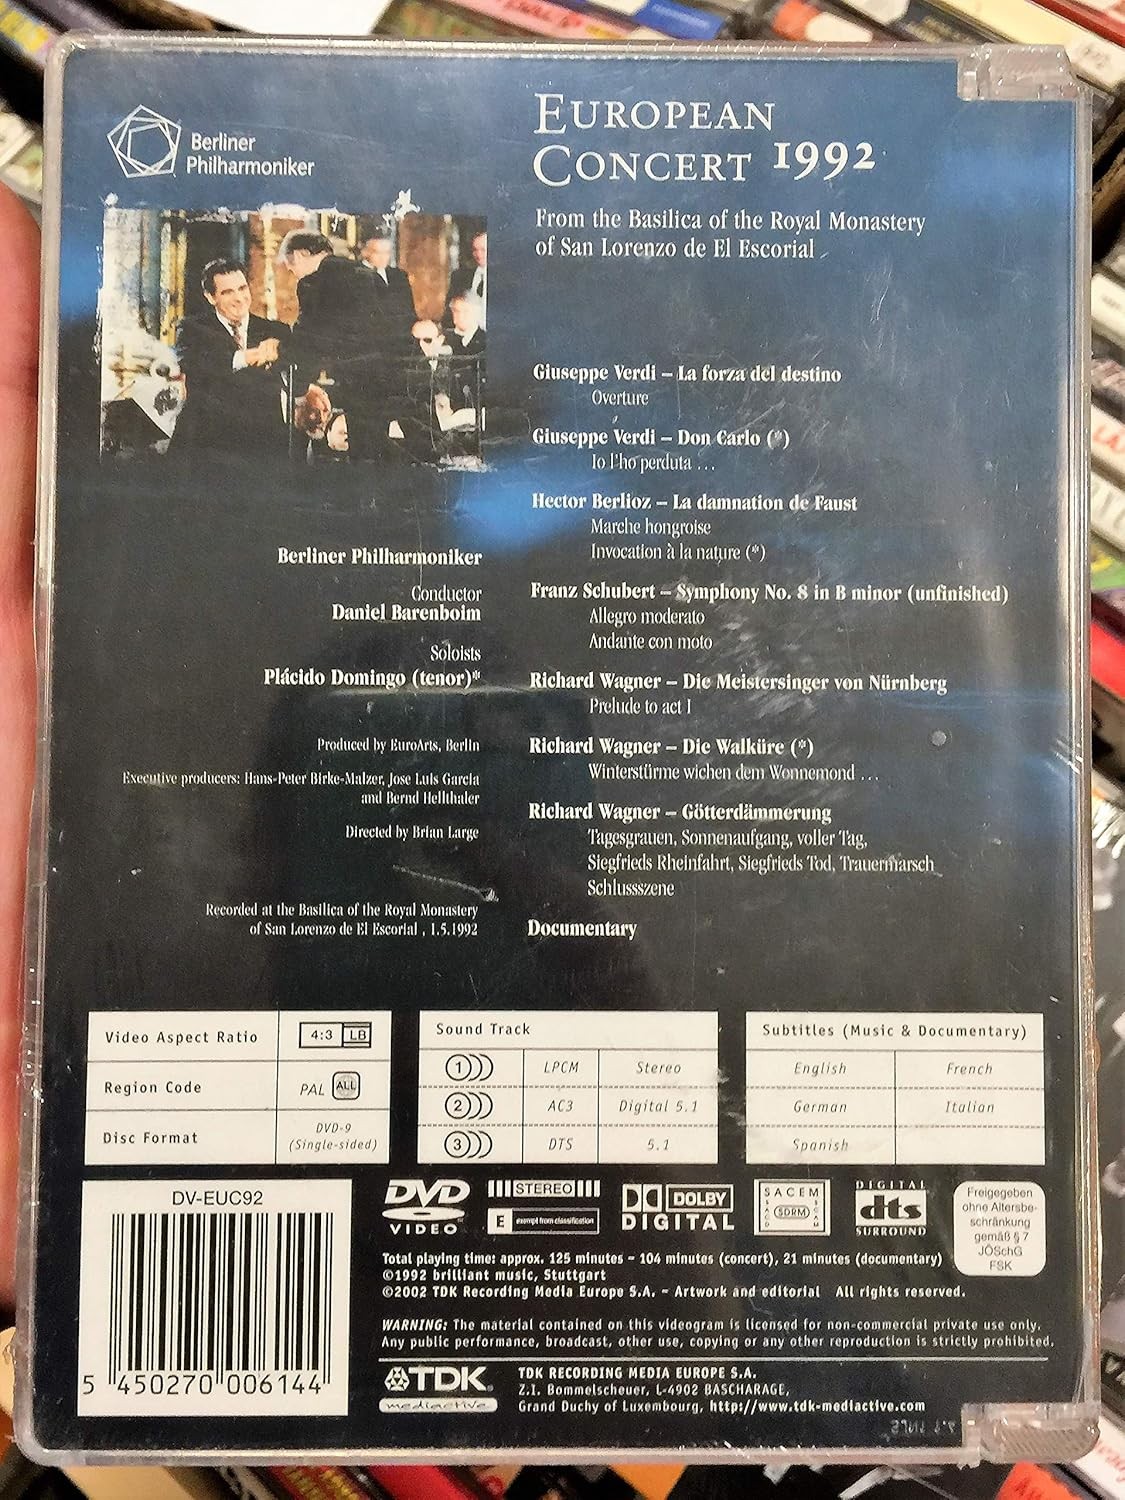 Berliner
Philharmoniker
EUROPEAN
CONCERT 1992
From the Basilica of the Royal Monastery
of San Lorenzo de El Escorial
Giuseppe Verdi – La forza del destino
Overture
Giuseppe Verdi – Don Carlo (*)
Io l'ho perduta ...
Hector Berlioz – La damnation de Faust
Marche hongroise
Invocation à la nature (*)
Franz Schubert – Symphony No. 8 in B minor (unfinished)
Allegro moderato
Andante con moto
Richard Wagner – Die Meistersinger von Nürnberg
Prelude to act I
Richard Wagner – Die Walküre (*)
Winterstürme wichen dem Wonnemond ...
Richard Wagner – Götterdämmerung
Tagesgrauen, Sonnenaufgang, voller Tag,
Siegfrieds Rheinfahrt, Siegfrieds Tod, Trauermarsch
Schlussszene
Documentary
Berliner Philharmoniker
Conductor
Daniel Barenboim
Soloists
Plácido Domingo (tenor)*
Produced by EuroArts, Berlin
Executive producers: Hans-Peter Birke-Malzer, Jose Luis Garcia
and Bernd Hellthaler
Directed by Brian Large
Recorded at the Basilica of the Royal Monastery
of San Lorenzo de El Escorial , 1.5.1992
Video Aspect Ratio 4:3 LB
Region Code PAL ALL
Disc Format DVD-9
(Single-sided)
Sound Track
1 LPCM Stereo
2 AC3 Digital 5.1
3 DTS 5.1
Subtitles (Music & Documentary)
English French
German Italian
Spanish
DV-EUC92
5 450270 006144
DVD
VIDEO
STEREO
E exempt from classification
DOLBY
DIGITAL
SACEM
SDRM
DIGITAL
dts
SURROUND
Freigegeben
ohne Altersbe-
schränkung
gemäß § 7
JÖSchG
FSK
Total playing time: approx. 125 minutes – 104 minutes (concert), 21 minutes (documentary)
©1992 brilliant music, Stuttgart
©2002 TDK Recording Media Europe S.A. – Artwork and editorial All rights reserved.
WARNING: The material contained on this videogram is licensed for non-commercial private use only.
Any public performance, broadcast, other use, copying or any other reproduction is strictly prohibited.
TDK
mediactive
TDK RECORDING MEDIA EUROPE S.A.
Z.I. Bommelscheuer, L-4902 BASCHARAGE,
Grand Duchy of Luxembourg, http://www.tdk-mediactive.com